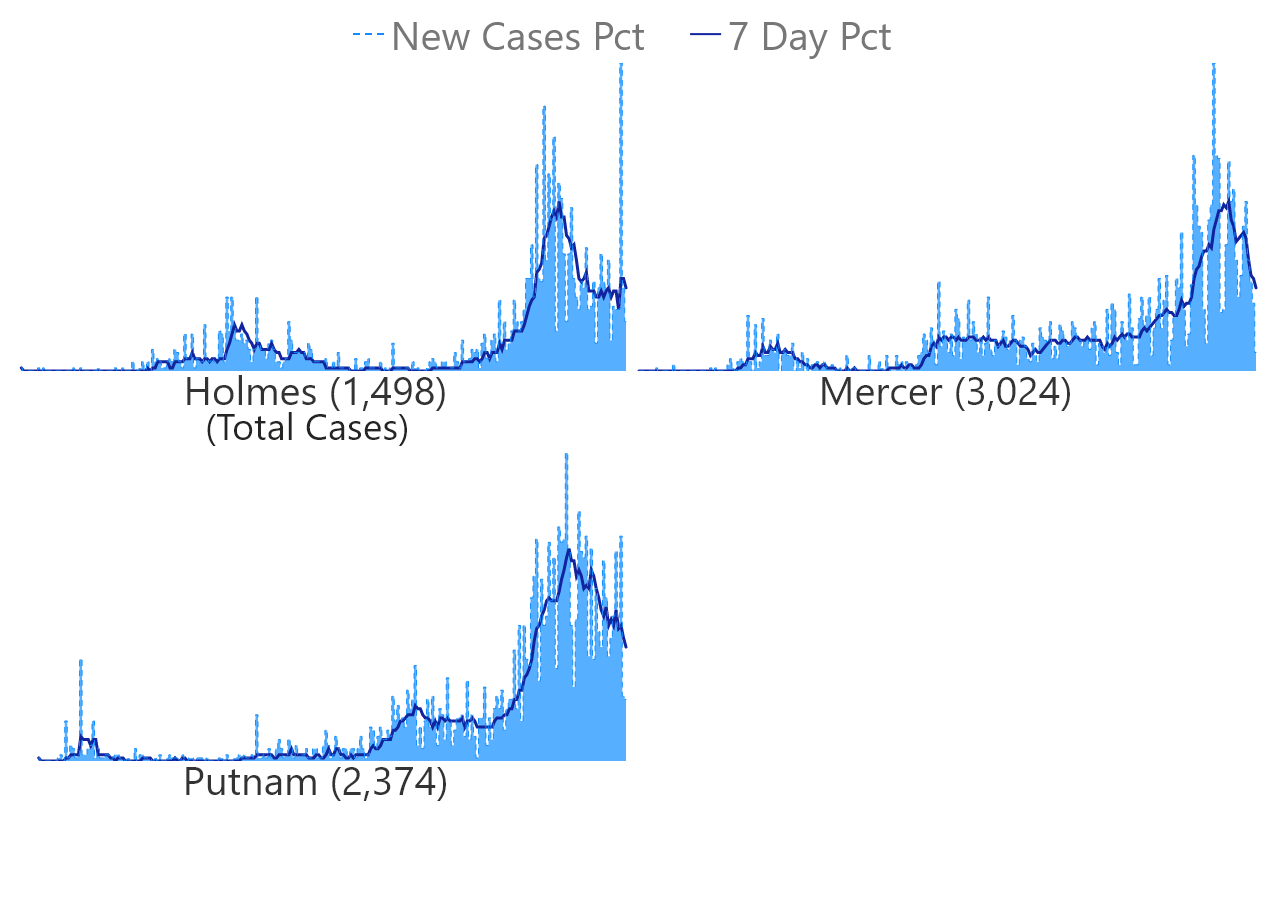 New Cases Pct 7 Day Pct
Holmes (1,498)
(Total Cases)
Mercer (3,024)
Putnam (2,374)